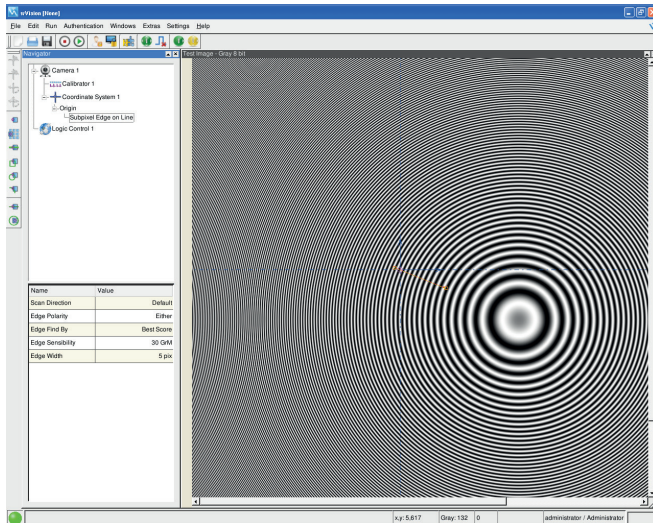 nVision [None]
File Edit Run Authentication Windows Extras Settings Help
Navigator
Test Image - Gray 8 bit
Camera 1
Calibrator 1
Coordinate System 1
Origin
Subpixel Edge on Line
Logic Control 1
Name Value
Scan Direction Default
Edge Polarity Either
Edge Find By Best Score
Edge Sensibility 30 GrM
Edge Width 5 pix
x,y: 5,617 Gray: 132 0 administrator / Administrator